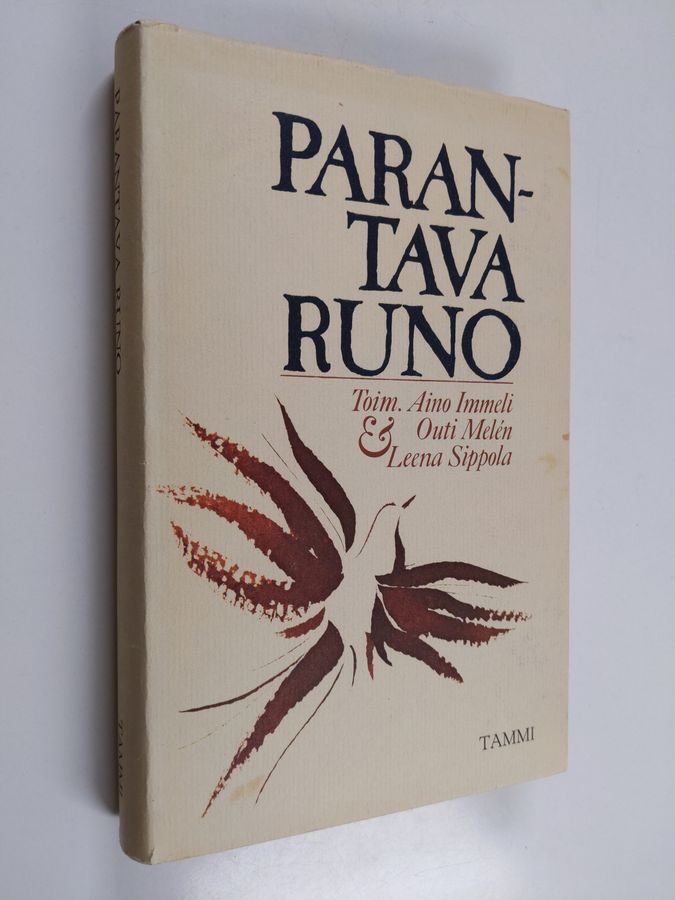 PARAN-
TAVA
RUNO
Toim. Aino Immeli
Outi Melén
& Leena Sippola
TAMMI
PARANTAVA RUNO
TAMMI